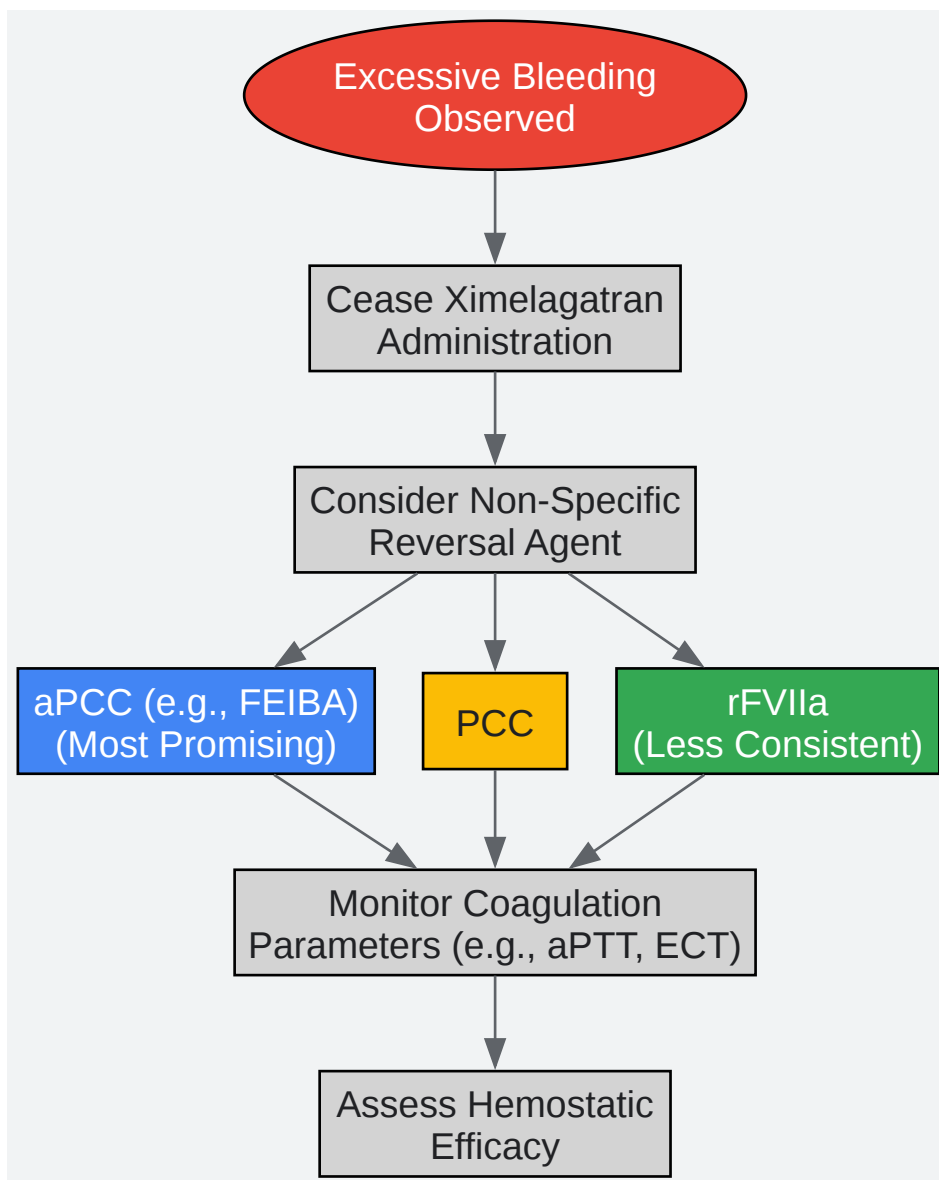 Excessive Bleeding
Observed
Cease Ximelagatran
Administration
Consider Non-Specific
Reversal Agent
aPCC (e.g., FEIBA)
(Most Promising)
PCC
rFVIIa
(Less Consistent)
Monitor Coagulation
Parameters (e.g., aPTT, ECT)
Assess Hemostatic
Efficacy